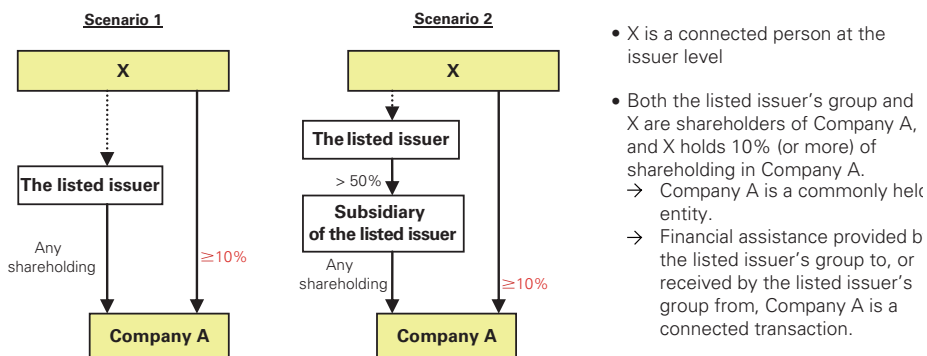 Scenario 1
X
The listed issuer
Any
shareholding
≥10%
Company A
Scenario 2
X
The listed issuer
> 50%
Subsidiary
of the listed issuer
Any
shareholding
≥10%
Company A
• X is a connected person at the
issuer level
• Both the listed issuer's group and
X are shareholders of Company A,
and X holds 10% (or more) of
shareholding in Company A.
→ Company A is a commonly
entity.
→ Financial assistance provided
the listed issuer's group to, or
received by the listed issuer's
group from, Company A is a
connected transaction.